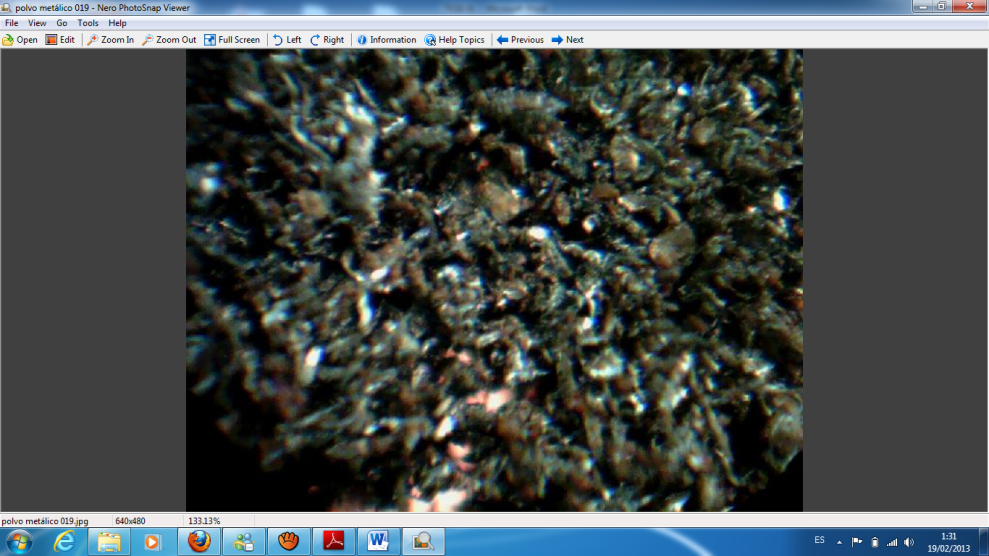 polvo metálico 019 - Nero PhotoSnap Viewer
File View Go Tools Help
Open Edit Zoom In Zoom Out Full Screen Left Right Information Help Topics Previous Next
polvo metálico 019.jpg 640x480 133.13%
ES 1:31
19/02/2013